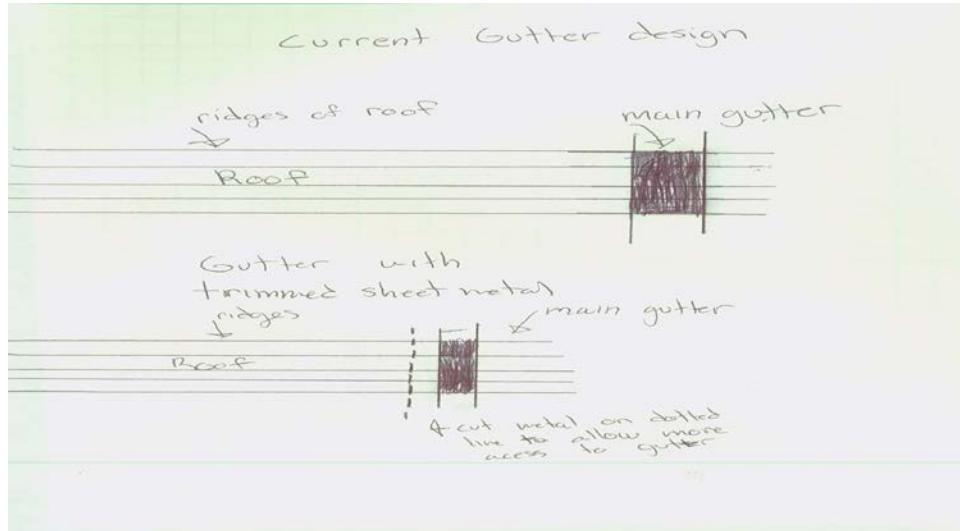 Current Gutter design
ridges of roof
main gutter
Roof
Gutter with
trimmed sheet metal
ridges
main gutter
Roof
cut metal on dotted
line to allow more
acess to gutter